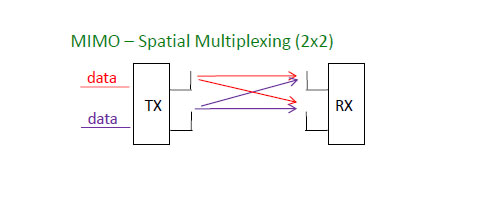 MIMO – Spatial Multiplexing (2x2)
data
TX
RX
data